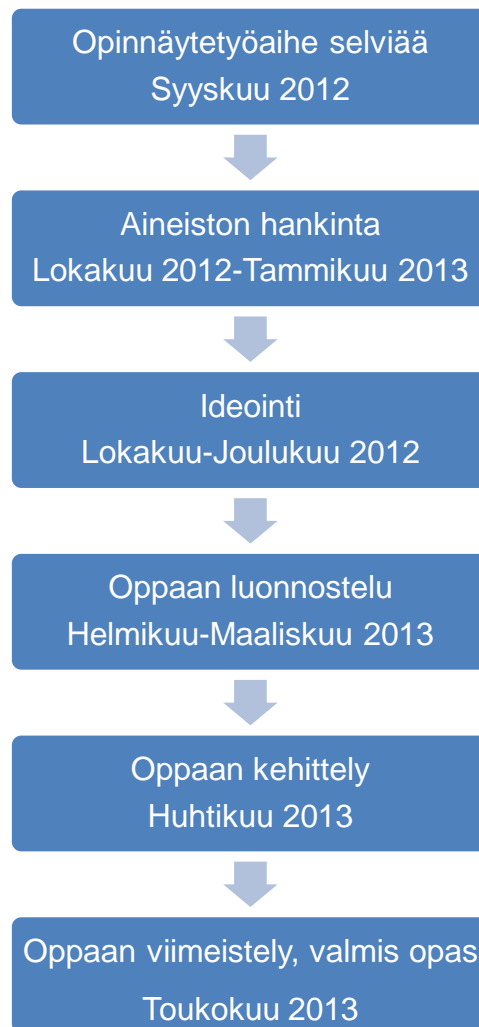 Opinnäytetyöaihe selviää
Syyskuu 2012
Aineiston hankinta
Lokakuu 2012-Tammikuu 2013
Ideointi
Lokakuu-Joulukuu 2012
Oppaan luonnostelu
Helmikuu-Maaliskuu 2013
Oppaan kehittely
Huhtikuu 2013
Oppaan viimeistely, valmis opas
Toukokuu 2013